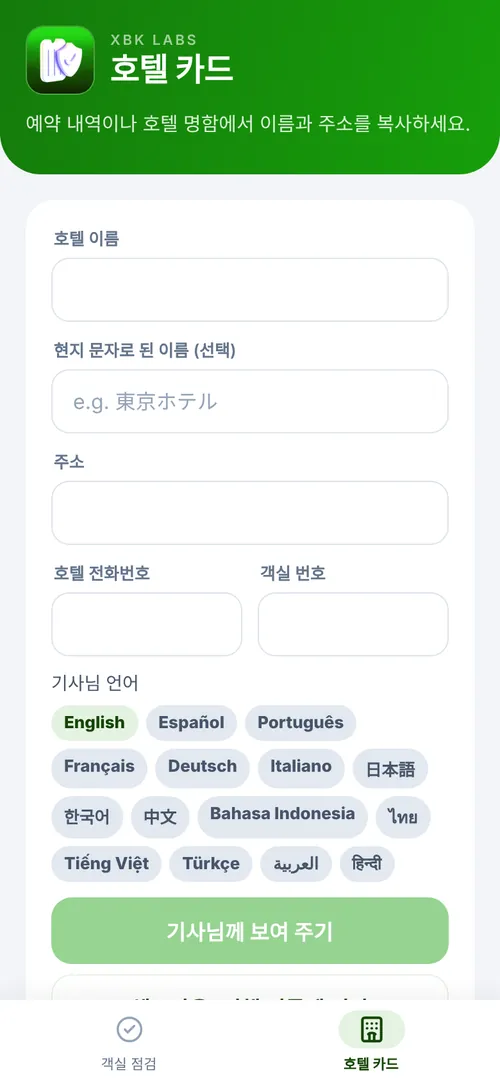 XBK LABS
호텔 카드
예약 내역이나 호텔 명함에서 이름과 주소를 복사하세요.
호텔 이름
현지 문자로 된 이름 (선택)
e.g. 東京ホテル
주소
호텔 전화번호 객실 번호
기사님 언어
English Español Português
Français Deutsch Italiano 日本語
한국어 中文 Bahasa Indonesia ไทย
Tiếng Việt Türkçe العربية हिन्दी
기사님께 보여 주기
객실 점검 호텔 카드